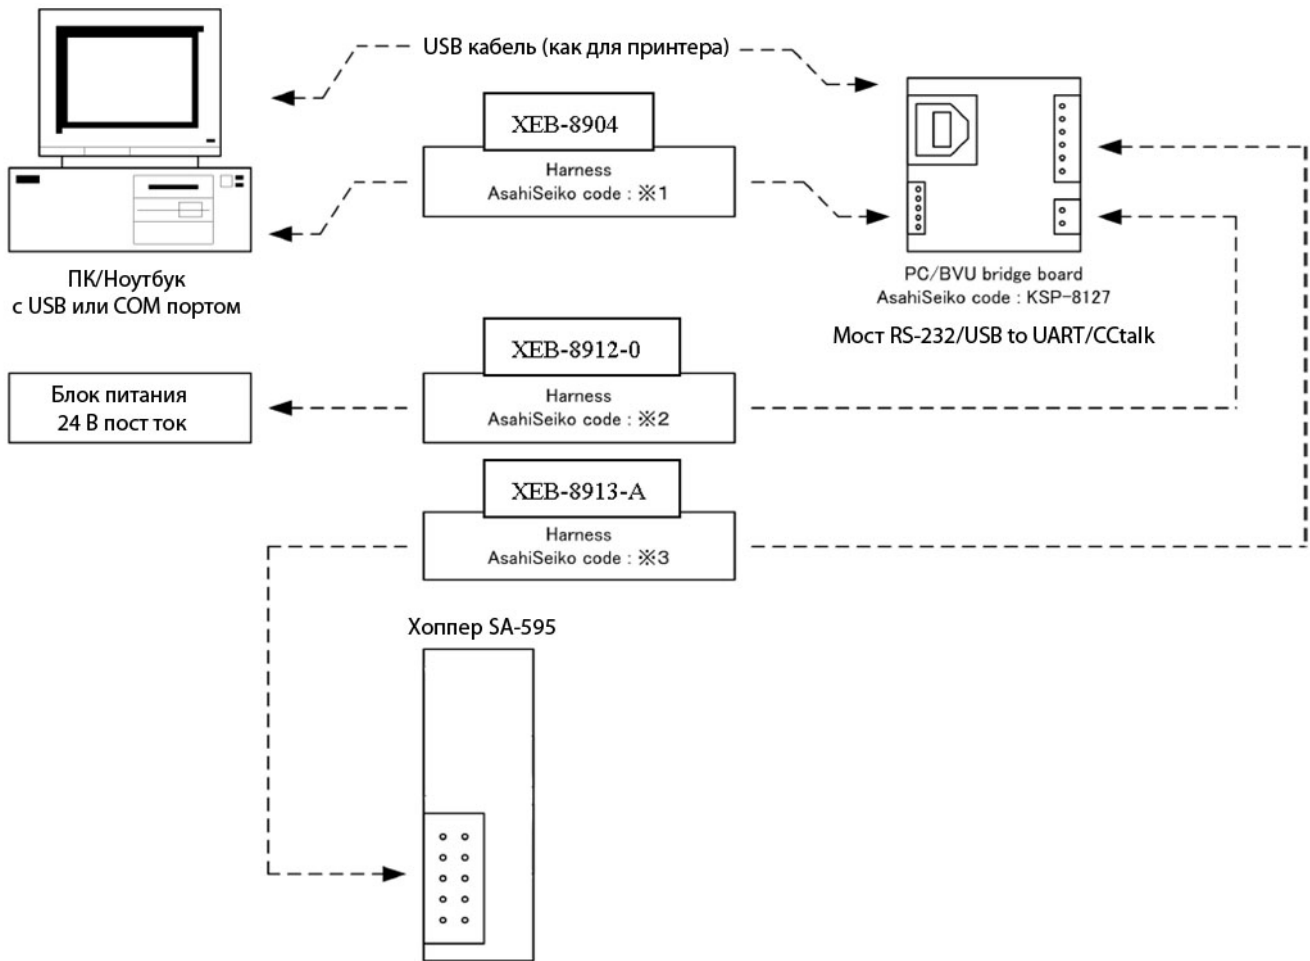 USB кабель (как для принтера)
XEB-8904
Harness
AsahiSeiko code : ※1
ПК/Ноутбук
с USB или COM портом
PC/BVU bridge board
AsahiSeiko code : KSP-8127
Мост RS-232/USB to UART/CCtalk
XEB-8912-0
Harness
AsahiSeiko code : ※2
Блок питания
24 В пост ток
XEB-8913-A
Harness
AsahiSeiko code : ※3
Хоппер SA-595